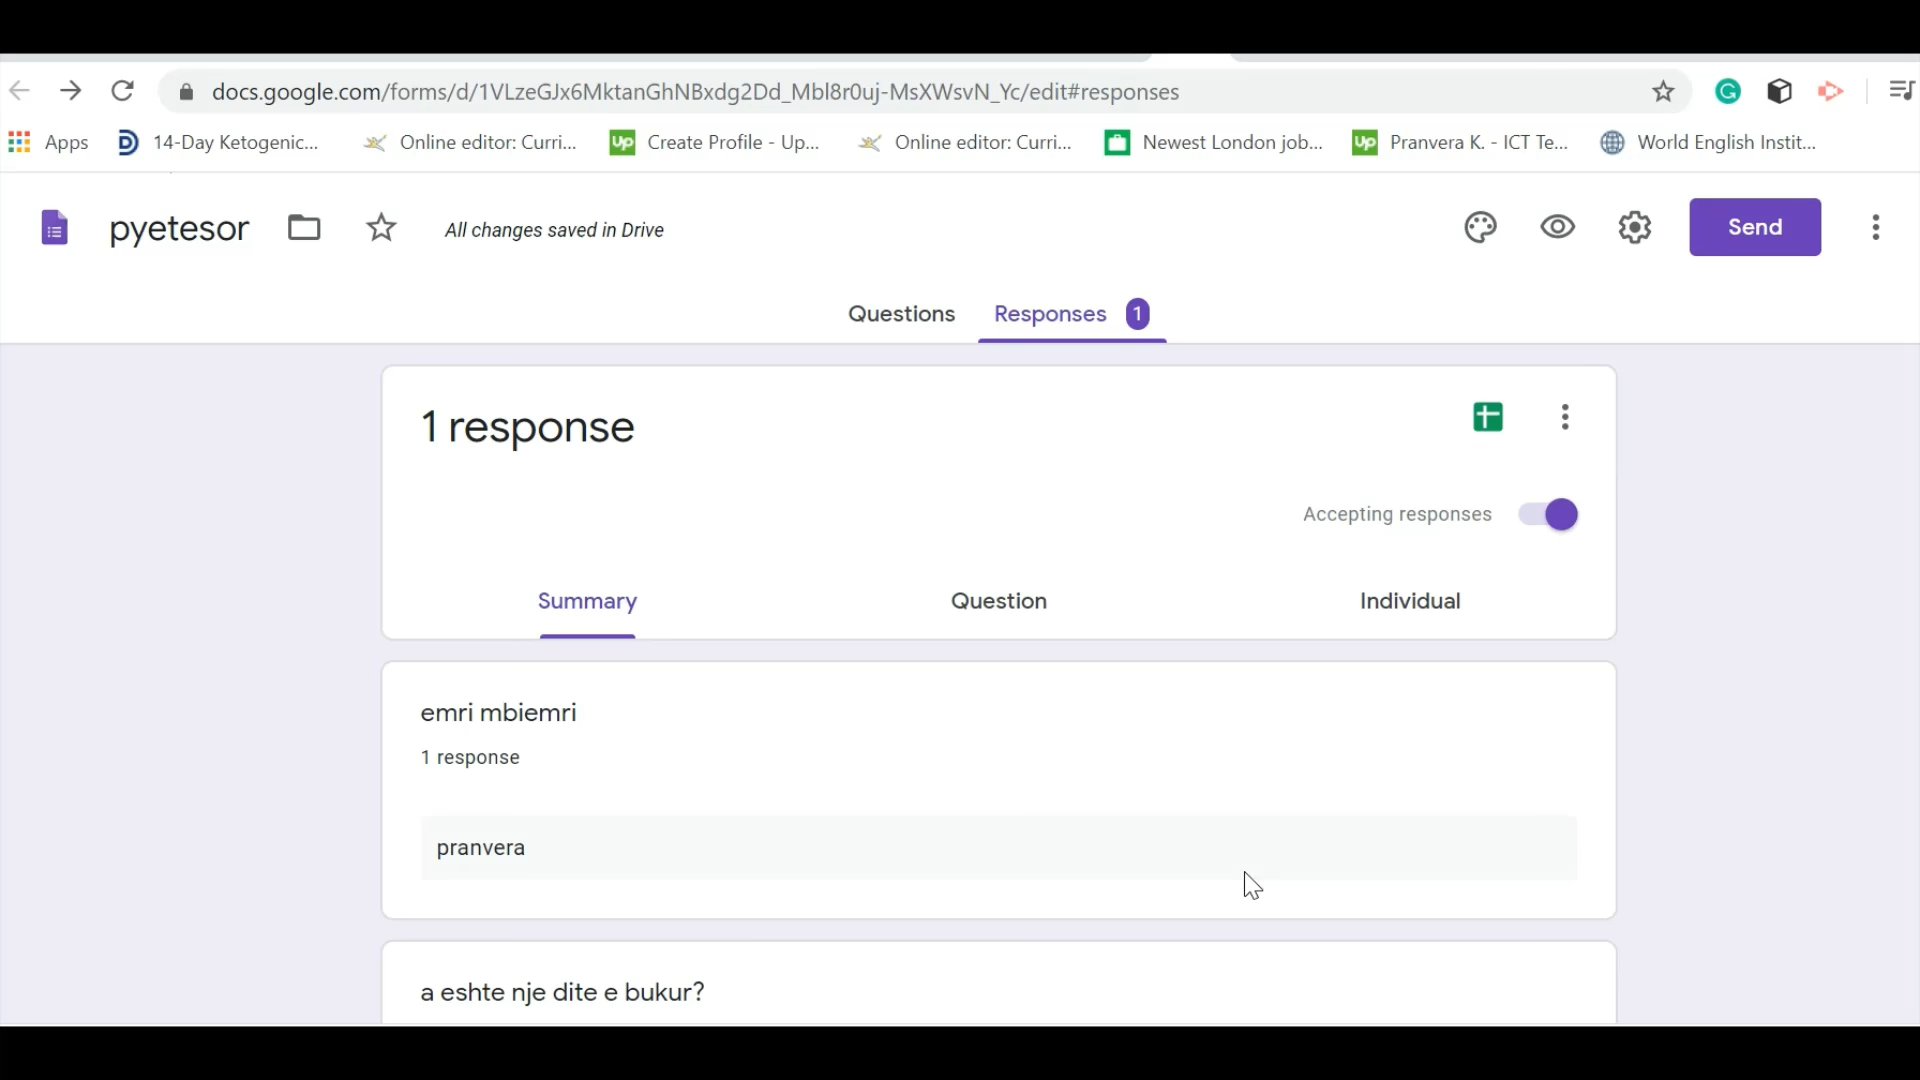 docs.google.com/forms/d/1VLzeGJx6MktanGhNBxdg2Dd_Mbl8r0uj-MsXWsvN_Yc/edit#responses
Apps 14-Day Ketogenic... Online editor: Curri... Up Create Profile - Up... Online editor: Curri... Newest London job... Up Pranvera K. - ICT Te... World English Instit...
pyetesor All changes saved in Drive Send
Questions Responses 1
1 response
Accepting responses
Summary Question Individual
emri mbiemri
1 response
pranvera
a eshte nje dite e bukur?